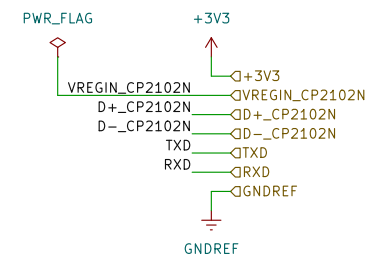 PWR_FLAG +3V3
+3V3
VREGIN_CP2102N VREGIN_CP2102N
D+_CP2102N D+_CP2102N
D-_CP2102N D-_CP2102N
TXD TXD
RXD RXD
GNDREF
GNDREF